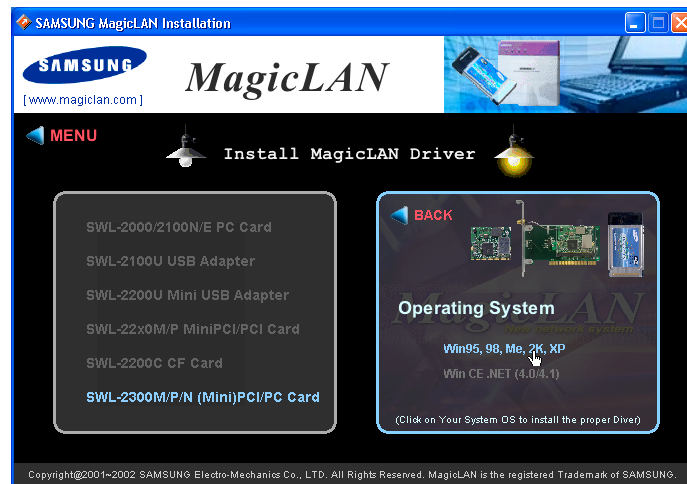 SAMSUNG MagicLAN Installation
SAMSUNG
MagicLAN
[ www.magiclan.com ]
MENU
Install MagicLAN Driver
SWL-2000/2100N/E PC Card
SWL-2100U USB Adapter
SWL-2200U Mini USB Adapter
SWL-22x0M/P MiniPCI/PCI Card
SWL-2200C CF Card
SWL-2300M/P/N (Mini)PCI/PC Card
BACK
MagicLAN
New network system
Operating System
Win95, 98, Me, 2K, XP
Win CE .NET (4.0/4.1)
(Click on Your System OS to install the proper Diver)
Copyright@2001~2002 SAMSUNG Electro-Mechanics Co., LTD. All Rights Reserved. MagicLAN is the registered Trademark of SAMSUNG.